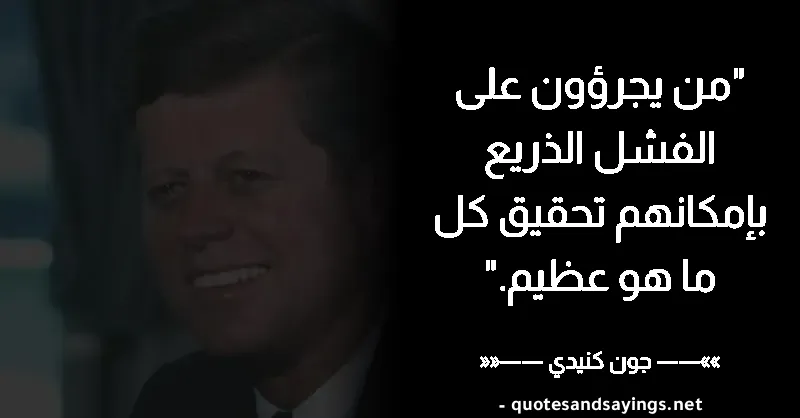 "من يجرؤون على
الفشل الذريع
بإمكانهم تحقيق كل
ما هو عظيم."
»»—— جون كنيدي ——««
- quotesandsayings.net